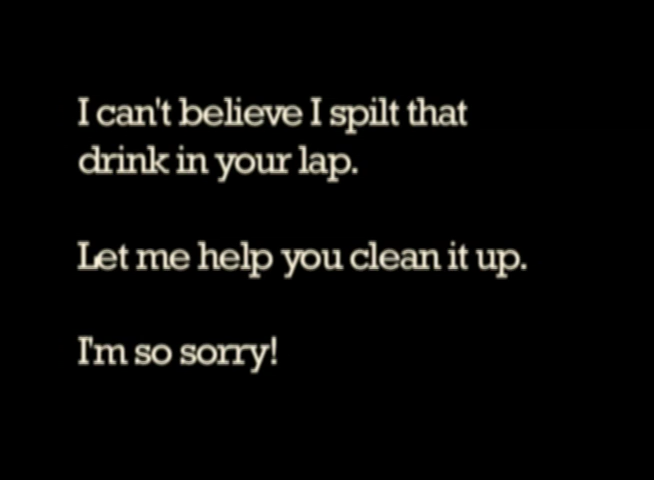 I can't believe I spilt that
drink in your lap.
Let me help you clean it up.
I'm so sorry!